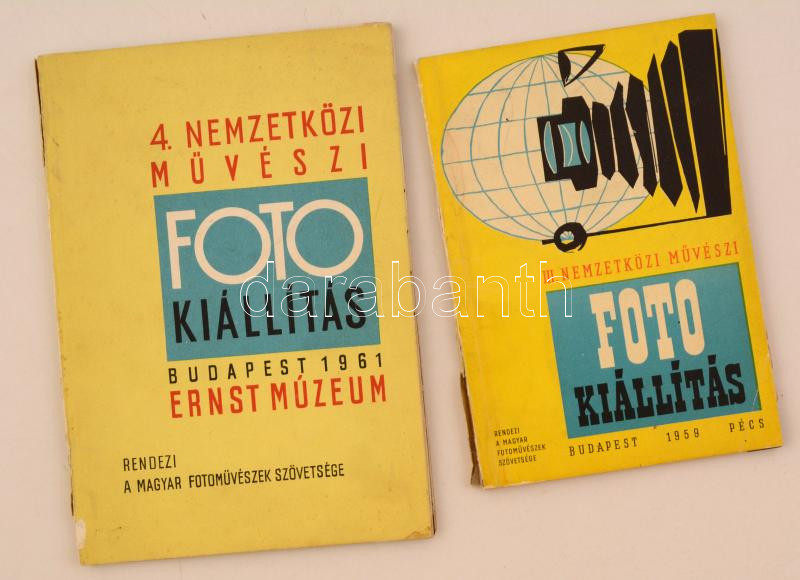 4. NEMZETKÖZI
MŰVÉSZI
FOTO
KIÁLLÍTÁS
BUDAPEST 1961
ERNST MÚZEUM
RENDEZI
A MAGYAR FOTOMŰVÉSZEK SZÖVETSÉGE
III. NEMZETKÖZI MŰVÉSZI
FOTO
KIÁLLÍTÁS
RENDEZI
A MAGYAR
FOTOMŰVÉSZEK
SZÖVETSÉGE
BUDAPEST 1959 PÉCS
darabanth